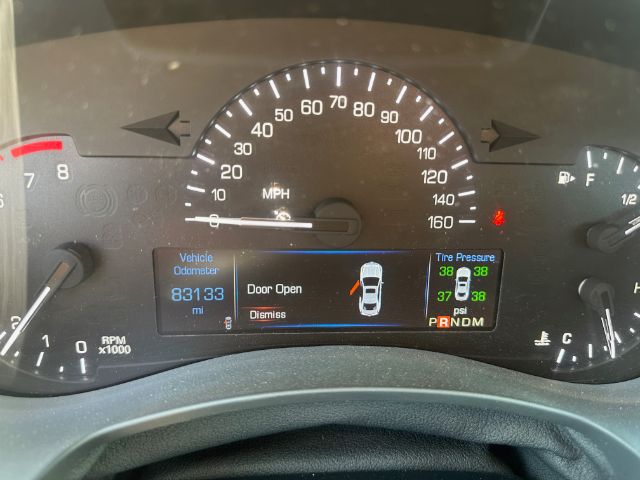 0 10 20 30 40 50 60 70 80 90 100 110 120 140 160
MPH
6 7 8
1 0
RPM
x1000
Vehicle
Odometer
83133
mi
Door Open
Dismiss
Tire Pressure
38 38
37 38
psi
PRNDM
F
1/2
H
C